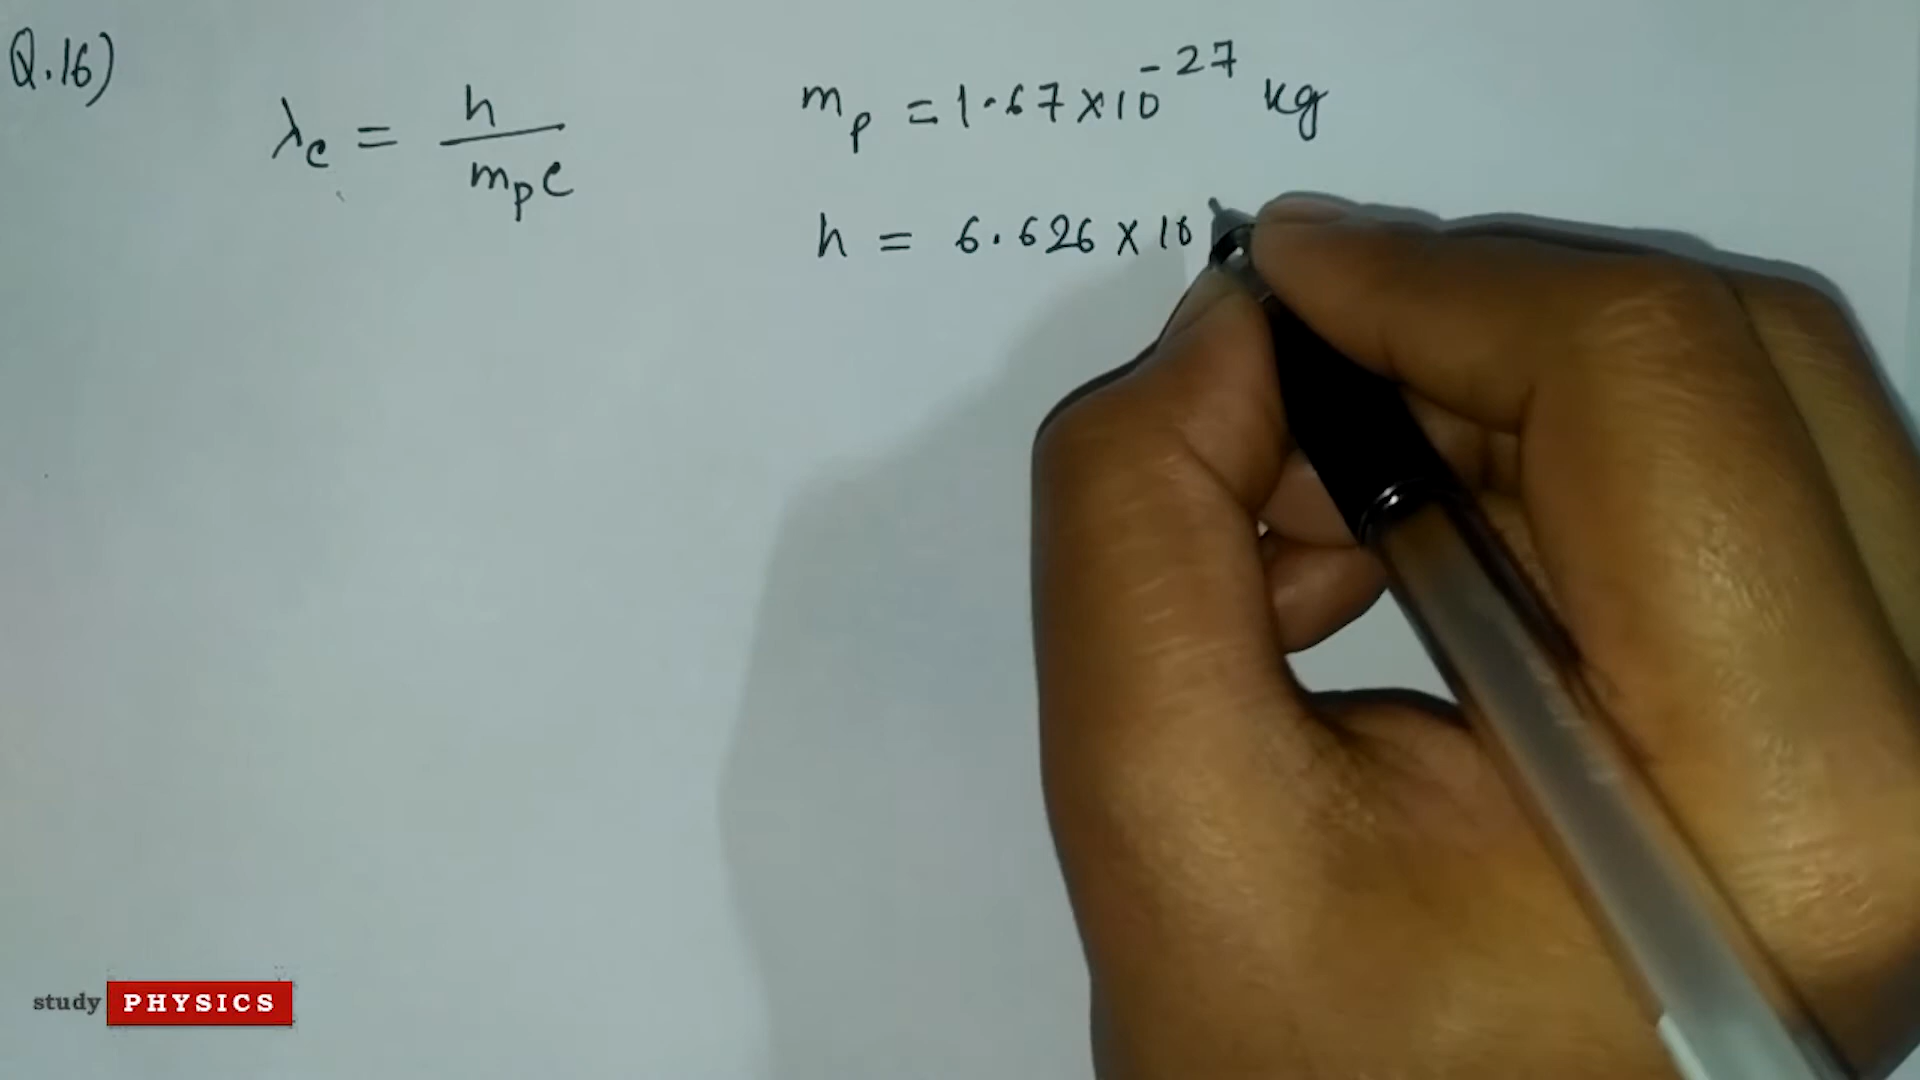 Q.16)
λc = h / mpc
mp = 1.67×10⁻²⁷ kg
h = 6.626 × 10
study PHYSICS